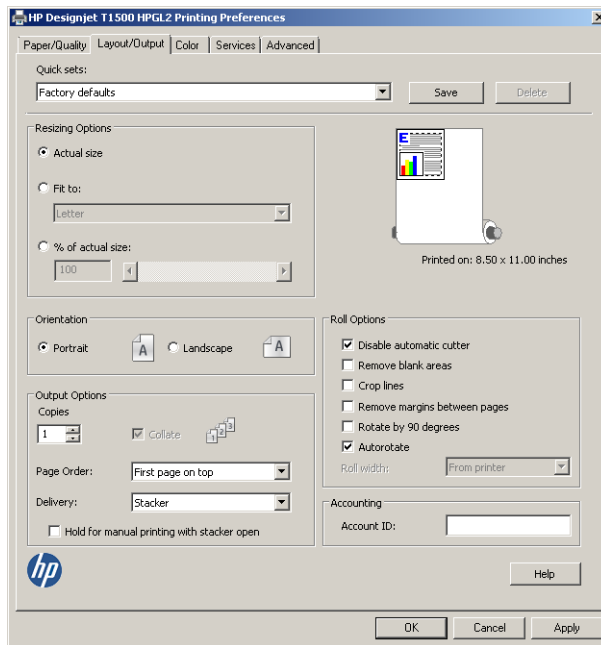 HP Designjet T1500 HPGL2 Printing Preferences
Paper/Quality Layout/Output Color Services Advanced
Quick sets:
Factory defaults Save Delete
Resizing Options
Actual size
Fit to:
Letter
% of actual size:
100
E
Printed on: 8.50 x 11.00 inches
Orientation
Portrait A Landscape A
Output Options
Copies
1 Collate 1 2 3
Page Order: First page on top
Delivery: Stacker
Hold for manual printing with stacker open
Roll Options
Disable automatic cutter
Remove blank areas
Crop lines
Remove margins between pages
Rotate by 90 degrees
Autorotate
Roll width: From printer
Accounting
Account ID:
hp
Help
OK Cancel Apply